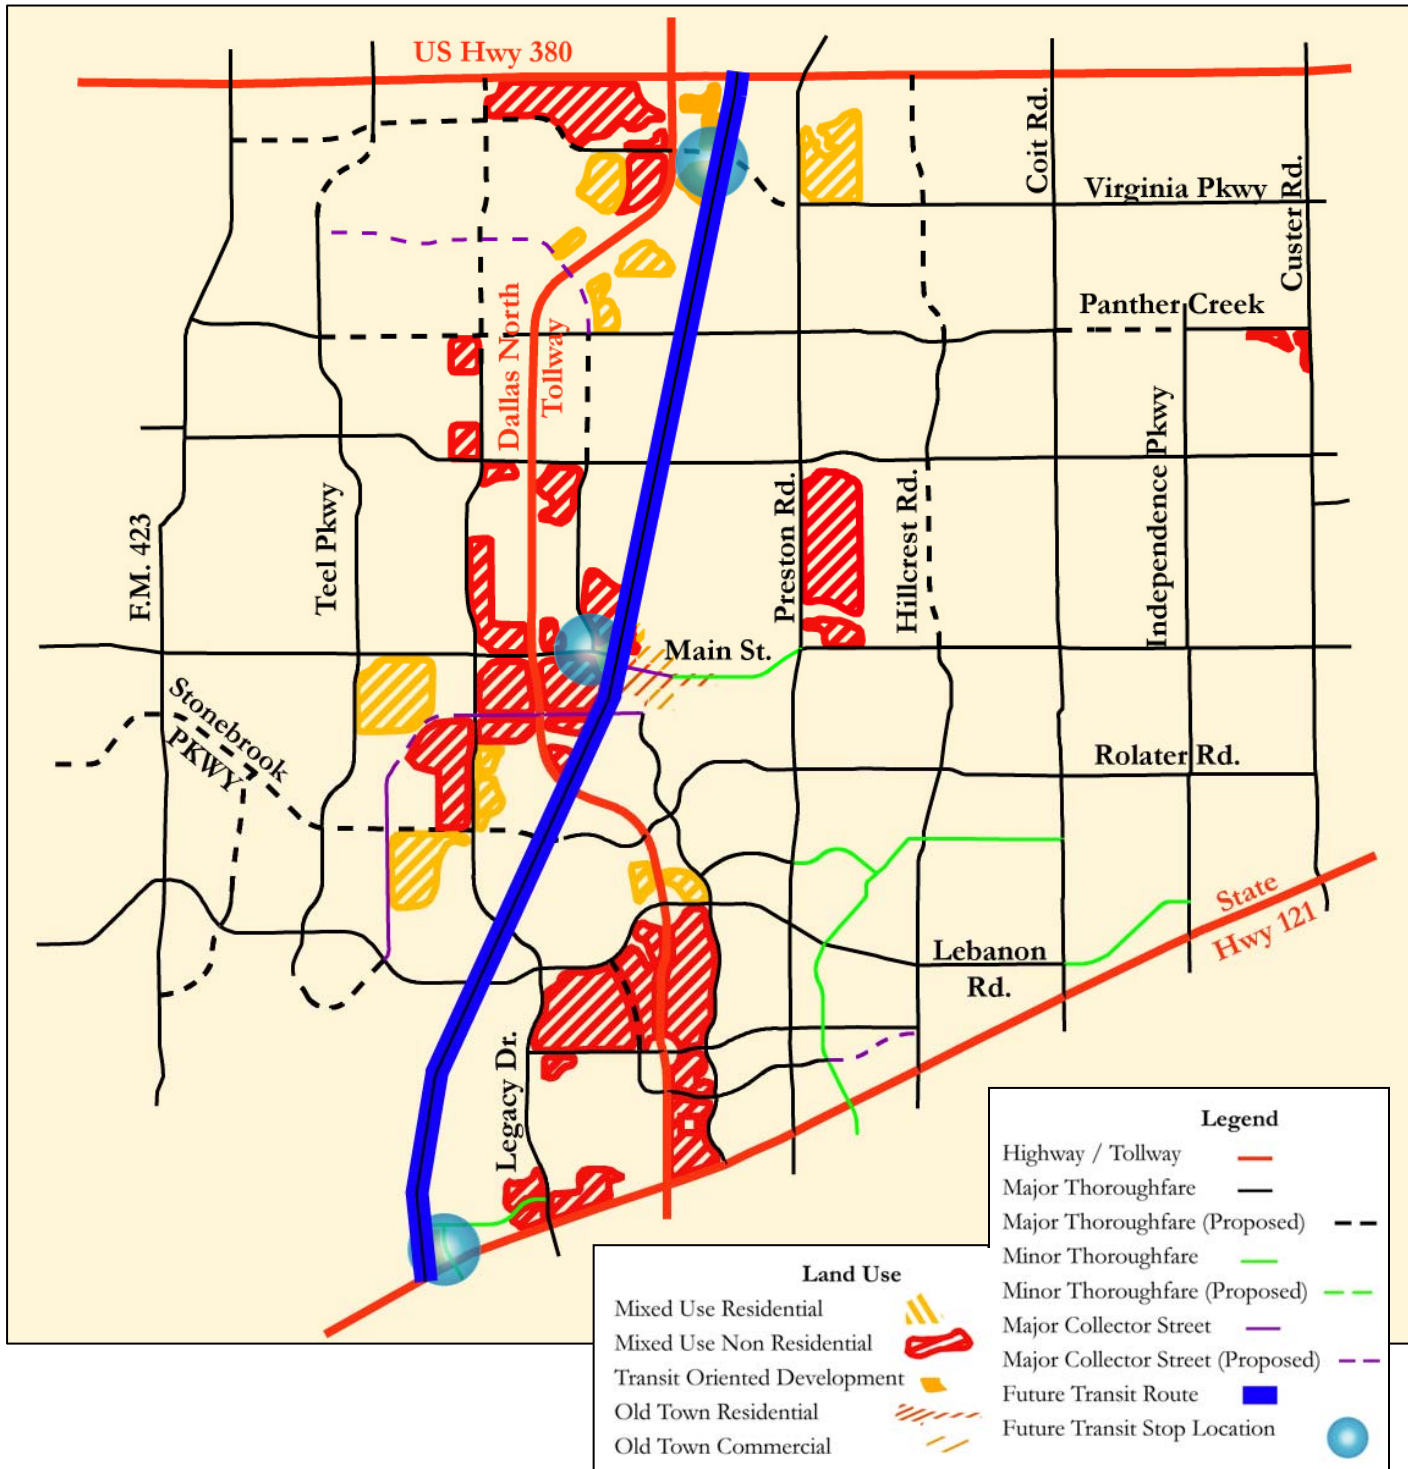 US Hwy 380
Coit Rd.
Custer Rd.
Virginia Pkwy
Panther Creek
Dallas North
Tollway
Independence Pkwy
F.M. 423
Teel Pkwy
Preston Rd.
Hillcrest Rd.
Main St.
Stonebrook
PKWY
Rolater Rd.
State
Hwy 121
Lebanon
Rd.
Legacy Dr.
Legend
Highway / Tollway
Major Thoroughfare
Major Thoroughfare (Proposed)
Minor Thoroughfare
Minor Thoroughfare (Proposed)
Major Collector Street
Major Collector Street (Proposed)
Future Transit Route
Future Transit Stop Location
Land Use
Mixed Use Residential
Mixed Use Non Residential
Transit Oriented Development
Old Town Residential
Old Town Commercial